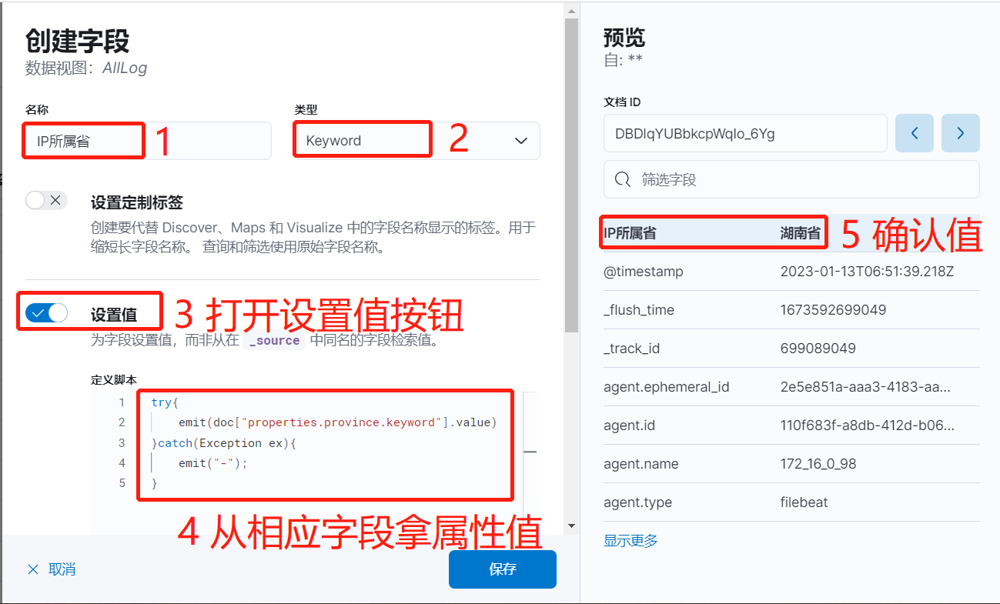 创建字段
数据视图：AllLog
名称
类型
IP所属省
1
Keyword
2
设置定制标签
创建要代替 Discover、Maps 和 Visualize 中的字段名称显示的标签。用于
缩短长字段名称。 查询和筛选使用原始字段名称。
设置值
3 打开设置值按钮
为字段设置值，而非从在 _source 中同名的字段检索值。
定义脚本
1 try{
2 emit(doc["properties.province.keyword"].value)
3 }catch(Exception ex){
4 emit("-");
5 }
4 从相应字段拿属性值
取消
保存
预览
自: **
文档 ID
DBDlqYUBbkcpWqIo_6Yg
筛选字段
IP所属省 湖南省
5 确认值
@timestamp 2023-01-13T06:51:39.218Z
_flush_time 1673592699049
_track_id 699089049
agent.ephemeral_id 2e5e851a-aaa3-4183-aa...
agent.id 110f683f-a8db-412d-b06...
agent.name 172_16_0_98
agent.type filebeat
显示更多